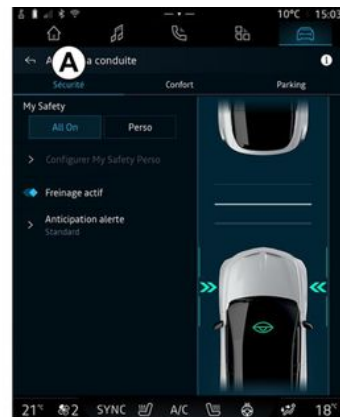 10°C 15:03
A
a conduite
Sécurité Confort Parking
My Safety
All On Perso
Configurer My Safety Perso
Freinage actif
Anticipation alerte
Standard
21° 2 SYNC A/C 18°